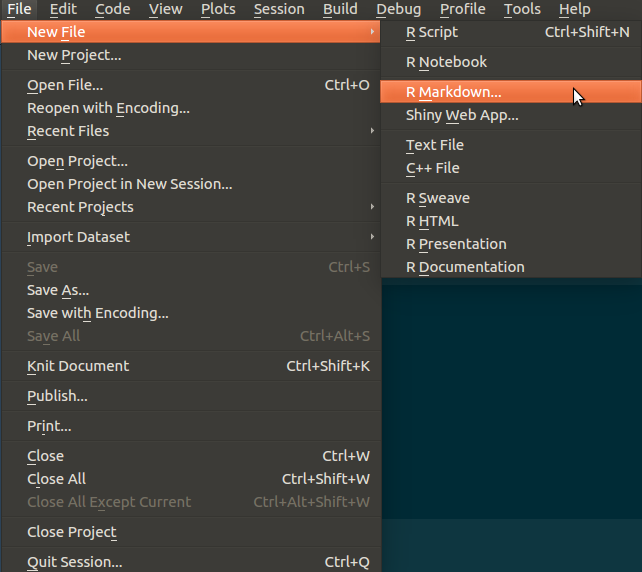 File Edit Code View Plots Session Build Debug Profile Tools Help
New File
New Project...
Open File... Ctrl+O
Reopen with Encoding...
Recent Files
Open Project...
Open Project in New Session...
Recent Projects
Import Dataset
Save Ctrl+S
Save As...
Save with Encoding...
Save All Ctrl+Alt+S
Knit Document Ctrl+Shift+K
Publish...
Print...
Close Ctrl+W
Close All Ctrl+Shift+W
Close All Except Current Ctrl+Alt+Shift+W
Close Project
Quit Session... Ctrl+Q
R Script Ctrl+Shift+N
R Notebook
R Markdown...
Shiny Web App...
Text File
C++ File
R Sweave
R HTML
R Presentation
R Documentation